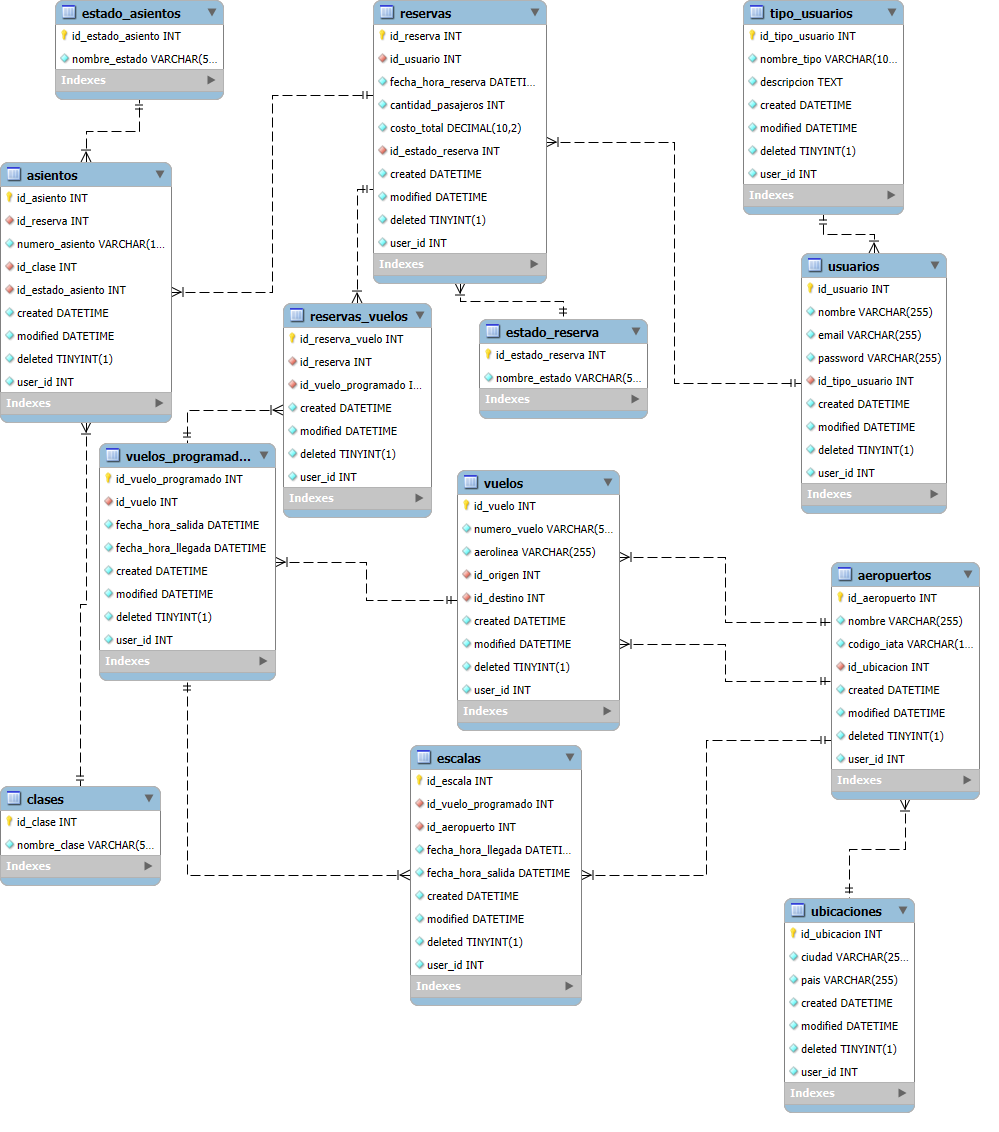 estado_asientos
id_estado_asiento INT
nombre_estado VARCHAR(5...
Indexes
reservas
id_reserva INT
id_usuario INT
fecha_hora_reserva DATETI...
cantidad_pasajeros INT
costo_total DECIMAL(10,2)
id_estado_reserva INT
created DATETIME
modified DATETIME
deleted TINYINT(1)
user_id INT
Indexes
tipo_usuarios
id_tipo_usuario INT
nombre_tipo VARCHAR(10...
descripcion TEXT
created DATETIME
modified DATETIME
deleted TINYINT(1)
user_id INT
Indexes
asientos
id_asiento INT
id_reserva INT
numero_asiento VARCHAR(1...
id_clase INT
id_estado_asiento INT
created DATETIME
modified DATETIME
deleted TINYINT(1)
user_id INT
Indexes
usuarios
id_usuario INT
nombre VARCHAR(255)
email VARCHAR(255)
password VARCHAR(255)
id_tipo_usuario INT
created DATETIME
modified DATETIME
deleted TINYINT(1)
user_id INT
Indexes
reservas_vuelos
id_reserva_vuelo INT
id_reserva INT
id_vuelo_programado I...
created DATETIME
modified DATETIME
deleted TINYINT(1)
user_id INT
Indexes
estado_reserva
id_estado_reserva INT
nombre_estado VARCHAR(5...
Indexes
vuelos_programad...
id_vuelo_programado INT
id_vuelo INT
fecha_hora_salida DATETIME
fecha_hora_llegada DATETIME
created DATETIME
modified DATETIME
deleted TINYINT(1)
user_id INT
Indexes
vuelos
id_vuelo INT
numero_vuelo VARCHAR(5...
aerolinea VARCHAR(255)
id_origen INT
id_destino INT
created DATETIME
modified DATETIME
deleted TINYINT(1)
user_id INT
Indexes
aeropuertos
id_aeropuerto INT
nombre VARCHAR(255)
codigo_iata VARCHAR(1...
id_ubicacion INT
created DATETIME
modified DATETIME
deleted TINYINT(1)
user_id INT
Indexes
escalas
id_escala INT
id_vuelo_programado INT
id_aeropuerto INT
fecha_hora_llegada DATETI...
fecha_hora_salida DATETIME
created DATETIME
modified DATETIME
deleted TINYINT(1)
user_id INT
Indexes
clases
id_clase INT
nombre_clase VARCHAR(5...
Indexes
ubicaciones
id_ubicacion INT
ciudad VARCHAR(25...
pais VARCHAR(255)
created DATETIME
modified DATETIME
deleted TINYINT(1)
user_id INT
Indexes